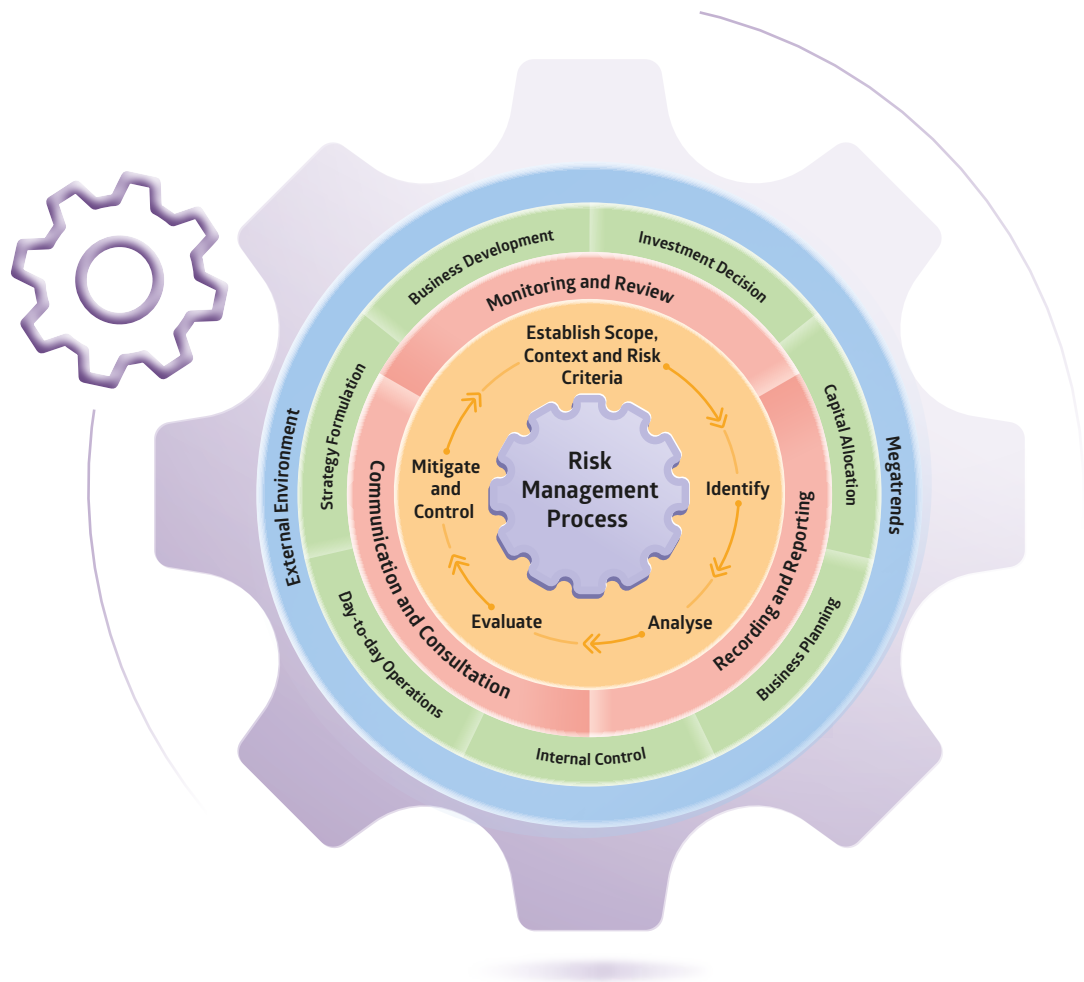 External Environment
Megatrends
Business Development
Investment Decision
Capital Allocation
Business Planning
Internal Control
Day-to-day Operations
Strategy Formulation
Monitoring and Review
Recording and Reporting
Communication and Consultation
Establish Scope,
Context and Risk
Criteria
Identify
Analyse
Evaluate
Mitigate
and
Control
Risk
Management
Process